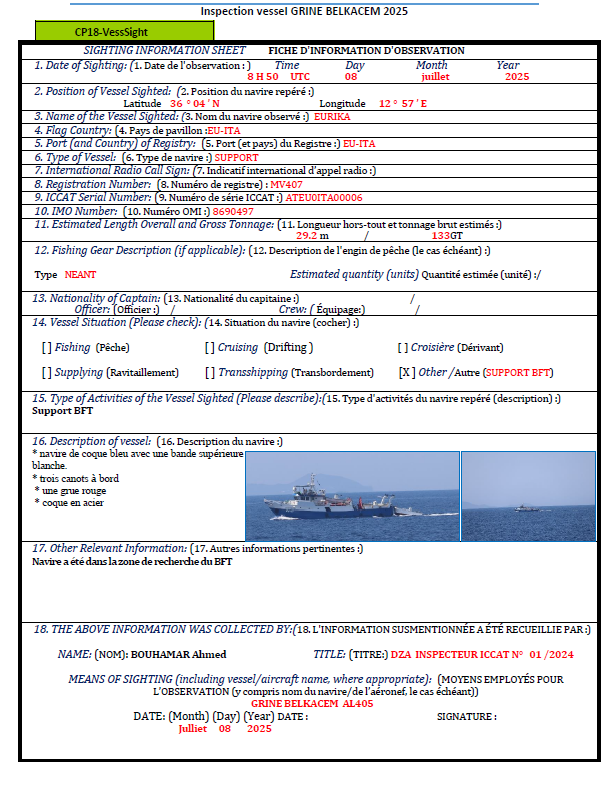 Inspection vessel GRINE BELKACEM 2025
CP18-VessSight
SIGHTING INFORMATION SHEET FICHE D'INFORMATION D'OBSERVATION
1. Date of Sighting: (1. Date de l'observation : ) Time Day Month Year
8 H 50 UTC 08 juillet 2025
2. Position of Vessel Sighted: (2. Position du navire repéré :)
Latitude 36 ° 04 ' N Longitude 12 ° 57 ' E
3. Name of the Vessel Sighted: (3. Nom du navire observé :) EURIKA
4. Flag Country: (4. Pays de pavillon :EU-ITA
5. Port (and Country) of Registry: (5. Port (et pays) du Registre :) EU-ITA
6. Type of Vessel: (6. Type de navire :) SUPPORT
7. International Radio Call Sign: (7. Indicatif international d'appel radio :)
8. Registration Number: (8. Numéro de registre) : MV407
9. ICCAT Serial Number: (9. Numéro de série ICCAT :) ATEU0ITA00006
10. IMO Number: (10. Numéro OMI :) 8690497
11. Estimated Length Overall and Gross Tonnage: (11. Longueur hors-tout et tonnage brut estimés :)
29.2 m / 133GT
12. Fishing Gear Description (if applicable): (12. Description de l'engin de pêche (le cas échéant) :)
Type NEANT Estimated quantity (units) Quantité estimée (unité) :/
13. Nationality of Captain: (13. Nationalité du capitaine :) /
Officer: (Officier :) / Crew: ( Équipage:) /
14. Vessel Situation (Please check): (14. Situation du navire (cocher) :)
[ ] Fishing (Pêche) [ ] Cruising (Drifting ) [ ] Croisière (Dérivant)
[ ] Supplying (Ravitaillement) [ ] Transshipping (Transbordement) [X ] Other /Autre (SUPPORT BFT)
15. Type of Activities of the Vessel Sighted (Please describe):(15. Type d'activités du navire repéré (description) :)
Support BFT
16. Description of vessel: (16. Description du navire :)
* navire de coque bleu avec une bande supérieure
blanche.
* trois canots à bord
* une grue rouge
* coque en acier
17. Other Relevant Information: (17. Autres informations pertinentes :)
Navire a été dans la zone de recherche du BFT
18. THE ABOVE INFORMATION WAS COLLECTED BY:(18. L'INFORMATION SUSMENTIONNÉE A ÉTÉ RECUEILLIE PAR :)
NAME: (NOM): BOUHAMAR Ahmed TITLE: (TITRE:) DZA INSPECTEUR ICCAT N° 01 /2024
MEANS OF SIGHTING (including vessel/aircraft name, where appropriate): (MOYENS EMPLOYÉS POUR
L'OBSERVATION (y compris nom du navire/de l'aéronef, le cas échéant))
GRINE BELKACEM AL405
DATE: (Month) (Day) (Year) DATE : SIGNATURE :
Julliet 08 2025